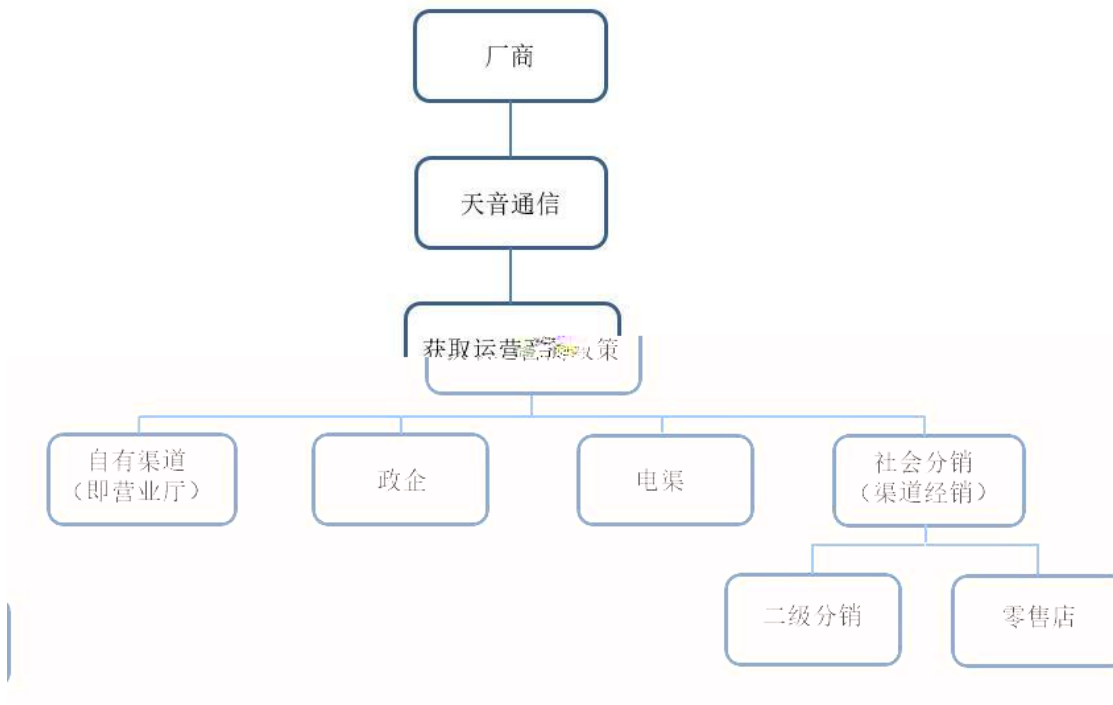 厂商
天音通信
获取运营 策
自有渠道
（即营业厅）
政企
电渠
社会分销
（渠道经销）
二级分销
零售店